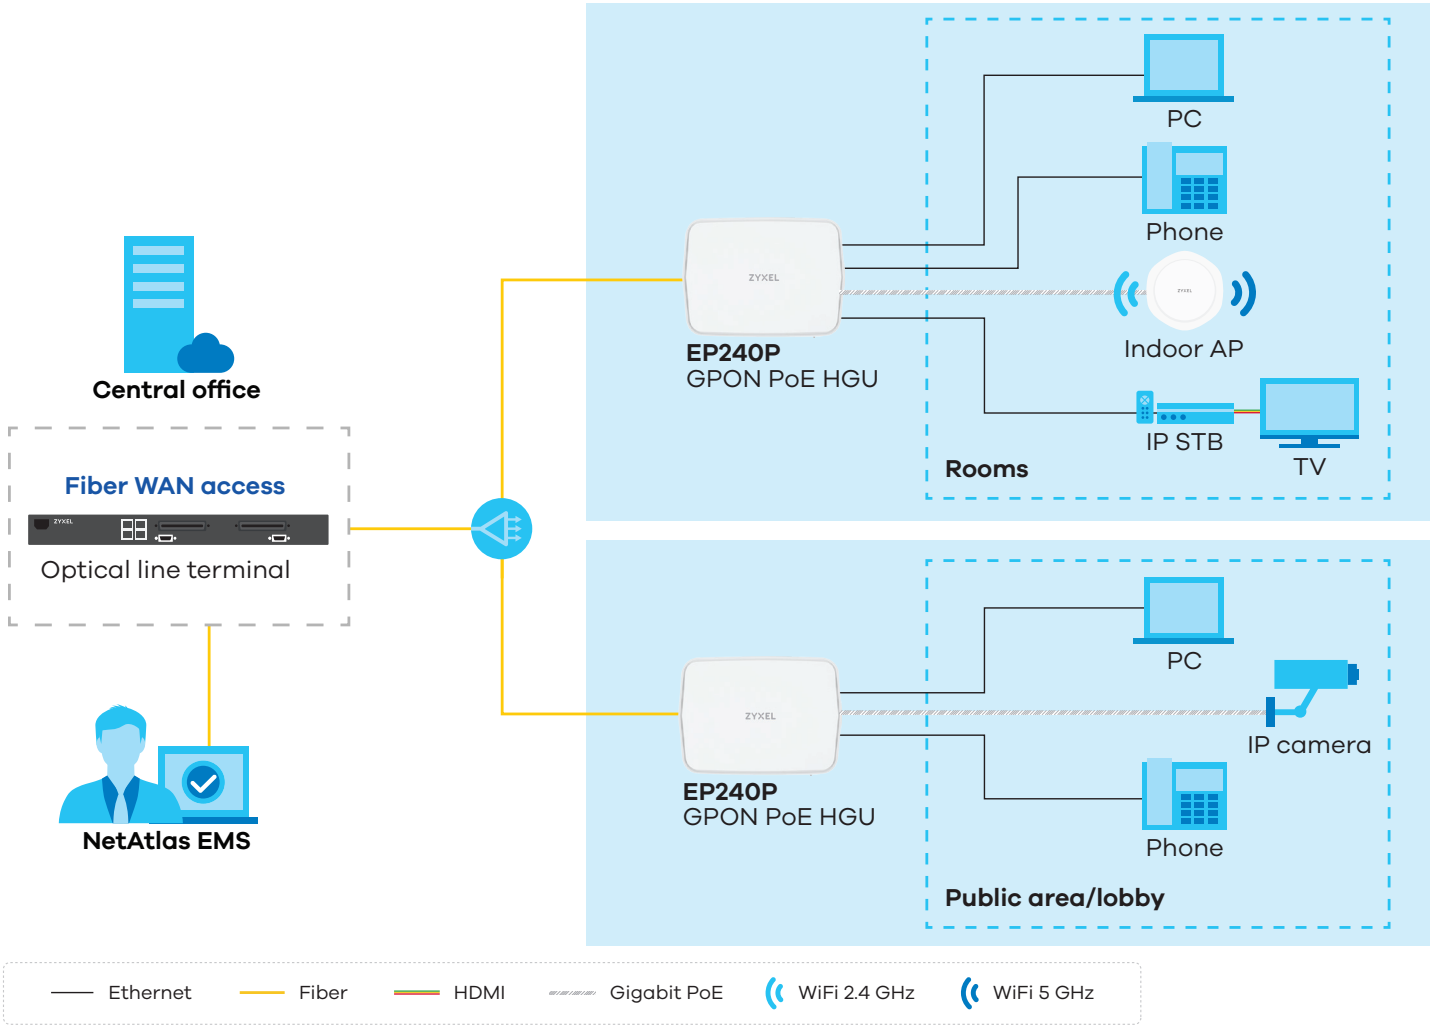 Central office
Fiber WAN access
ZYXEL
Optical line terminal
NetAtlas EMS
ZYXEL
EP240P
GPON PoE HGU
PC
Phone
ZYXEL
Indoor AP
IP STB
TV
Rooms
ZYXEL
EP240P
GPON PoE HGU
PC
IP camera
Phone
Public area/lobby
Ethernet
Fiber
HDMI
Gigabit PoE
WiFi 2.4 GHz
WiFi 5 GHz